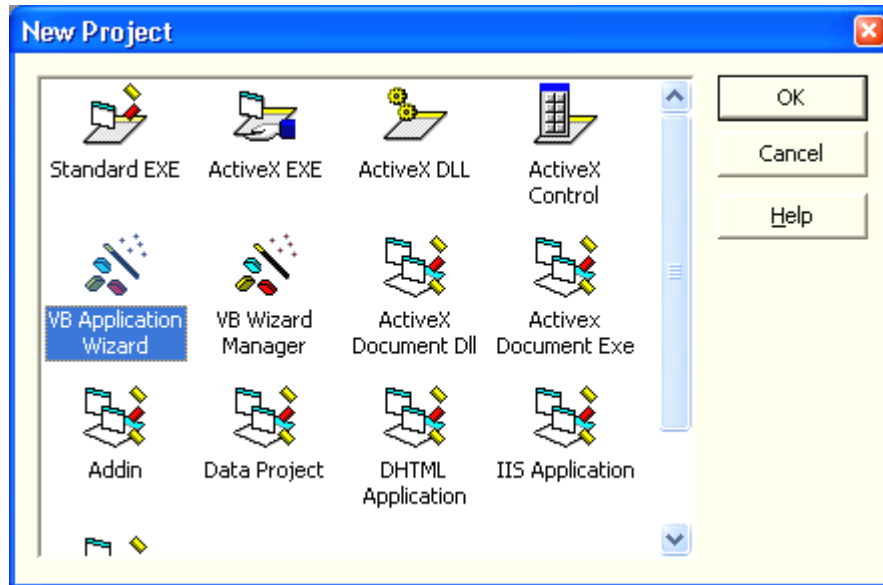 New Project
Standard EXE
ActiveX EXE
ActiveX DLL
ActiveX
Control
VB Application
Wizard
VB Wizard
Manager
ActiveX
Document Dll
Activex
Document Exe
Addin
Data Project
DHTML
Application
IIS Application
OK
Cancel
Help